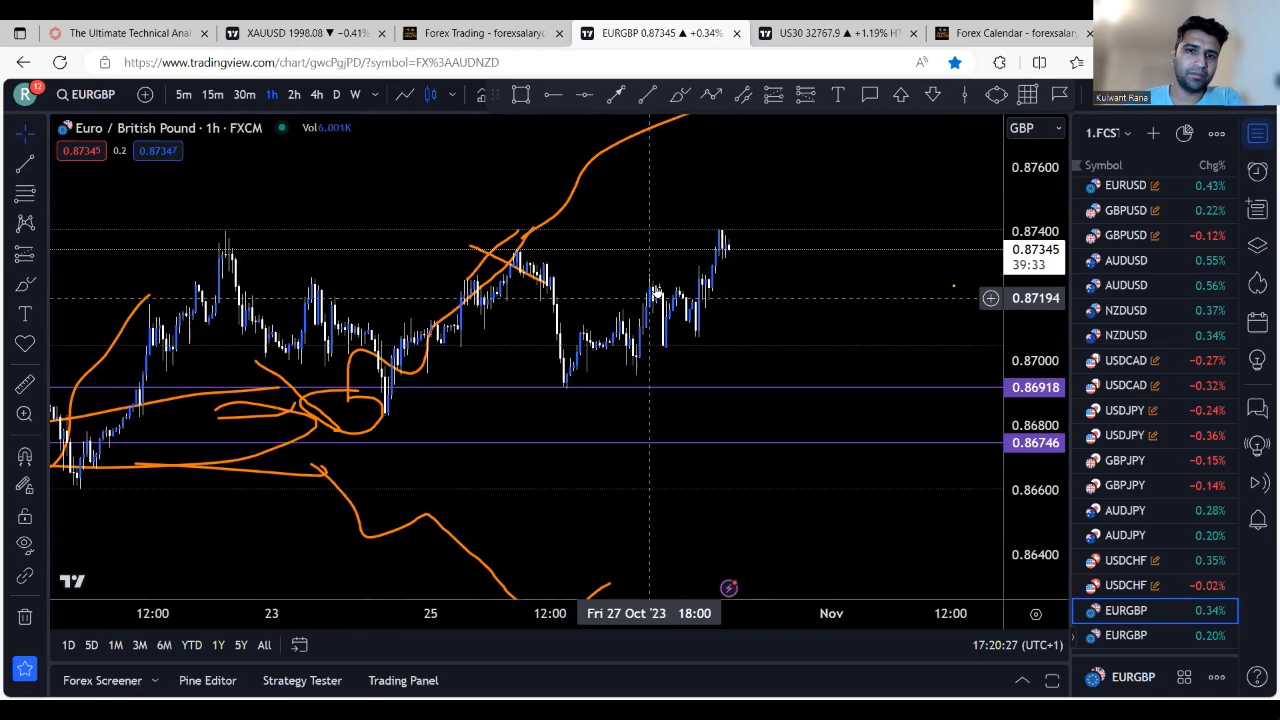 The Ultimate Technical Anal
XAUUSD 1998.08 ▼ −0.41%
Forex Trading - forexsalary
EURGBP 0.87345 ▲ +0.34%
US30 32767.9 ▲ +1.19%
Forex Calendar - forexsalary
https://www.tradingview.com/chart/gwcPgjPD/?symbol=FX%3AAUDNZD
Kulwant Rana
R 12
EURGBP
5m 15m 30m 1h 2h 4h D W
Euro / British Pound · 1h · FXCM
Vol 6.001K
0.87345 0.2 0.87347
GBP
0.87600
0.87400
0.87345
39:33
0.87194
0.87000
0.86918
0.86800
0.86746
0.86600
0.86400
12:00 23 25 12:00 Fri 27 Oct '23 18:00 Nov 12:00
1D 5D 1M 3M 6M YTD 1Y 5Y All
17:20:27 (UTC+1)
Forex Screener Pine Editor Strategy Tester Trading Panel
1.FCS
Symbol Chg%
EURUSD 0.43%
GBPUSD 0.22%
GBPUSD −0.12%
AUDUSD 0.55%
AUDUSD 0.56%
NZDUSD 0.37%
NZDUSD 0.34%
USDCAD −0.27%
USDCAD −0.32%
USDJPY −0.24%
USDJPY −0.36%
GBPJPY −0.15%
GBPJPY −0.14%
AUDJPY 0.28%
AUDJPY 0.20%
USDCHF 0.35%
USDCHF −0.02%
EURGBP 0.34%
EURGBP 0.20%
EURGBP